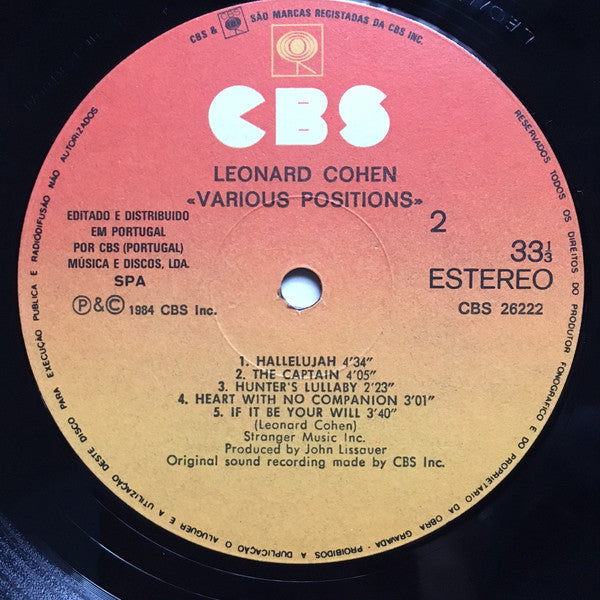 CBS & SÃO MARCAS REGISTADAS DA CBS INC.
CBS
LEONARD COHEN
«VARIOUS POSITIONS»
EDITADO E DISTRIBUIDO
EM PORTUGAL
POR CBS (PORTUGAL)
MÚSICA E DISCOS, LDA.
SPA
Ⓟ&Ⓒ 1984 CBS Inc.
2
33 1/3
ESTEREO
CBS 26222
1. HALLELUJAH 4'34"
2. THE CAPTAIN 4'05"
3. HUNTER'S LULLABY 2'23"
4. HEART WITH NO COMPANION 3'01"
5. IF IT BE YOUR WILL 3'40"
(Leonard Cohen)
Stranger Music Inc.
Produced by John Lissauer
Original sound recording made by CBS Inc.
RESERVADOS TODOS OS DIREITOS DO PRODUTOR FONOGRAFICO E DO PROPRIETARIO DA OBRA GRAVADA · PROIBIDOS A DUPLICAÇÃO O ALUGUER E A UTILIZAÇÃO DESTE DISCO PARA EXECUÇÃO PUBLICA E RADIODIFUSÃO NÃO AUTORIZADOS